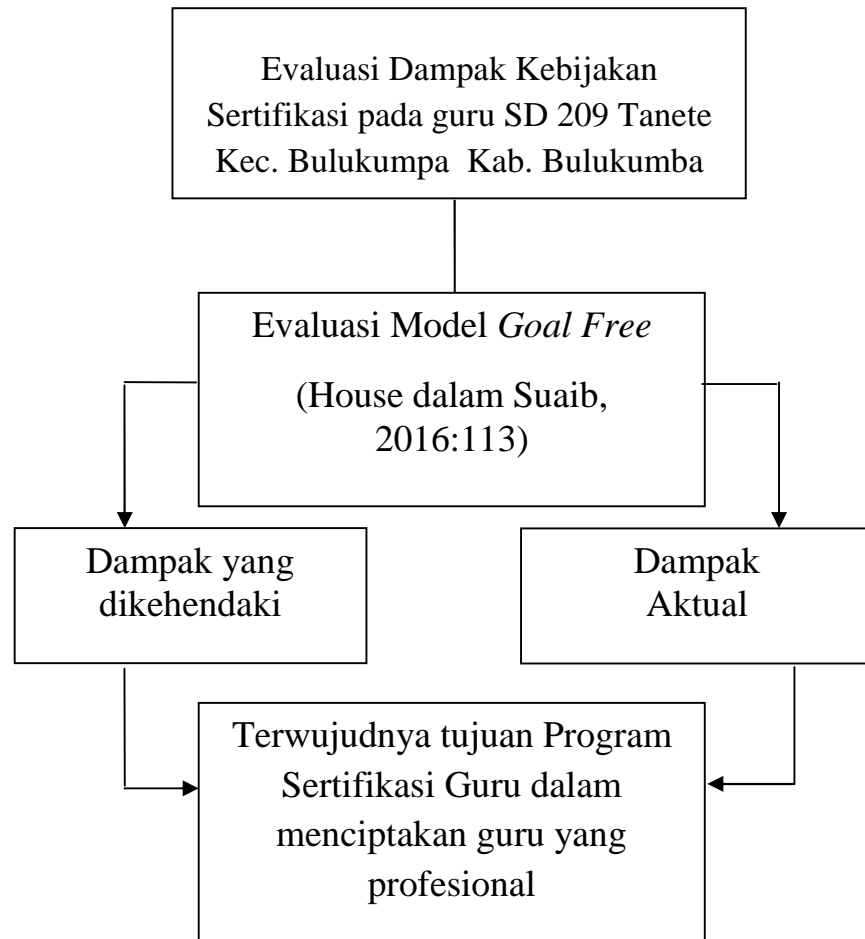 Evaluasi Dampak Kebijakan
Sertifikasi pada guru SD 209 Tanete
Kec. Bulukumpa Kab. Bulukumba
Evaluasi Model Goal Free
(House dalam Suaib,
2016:113)
Dampak yang
dikehendaki
Dampak
Aktual
Terwujudnya tujuan Program
Sertifikasi Guru dalam
menciptakan guru yang
profesional